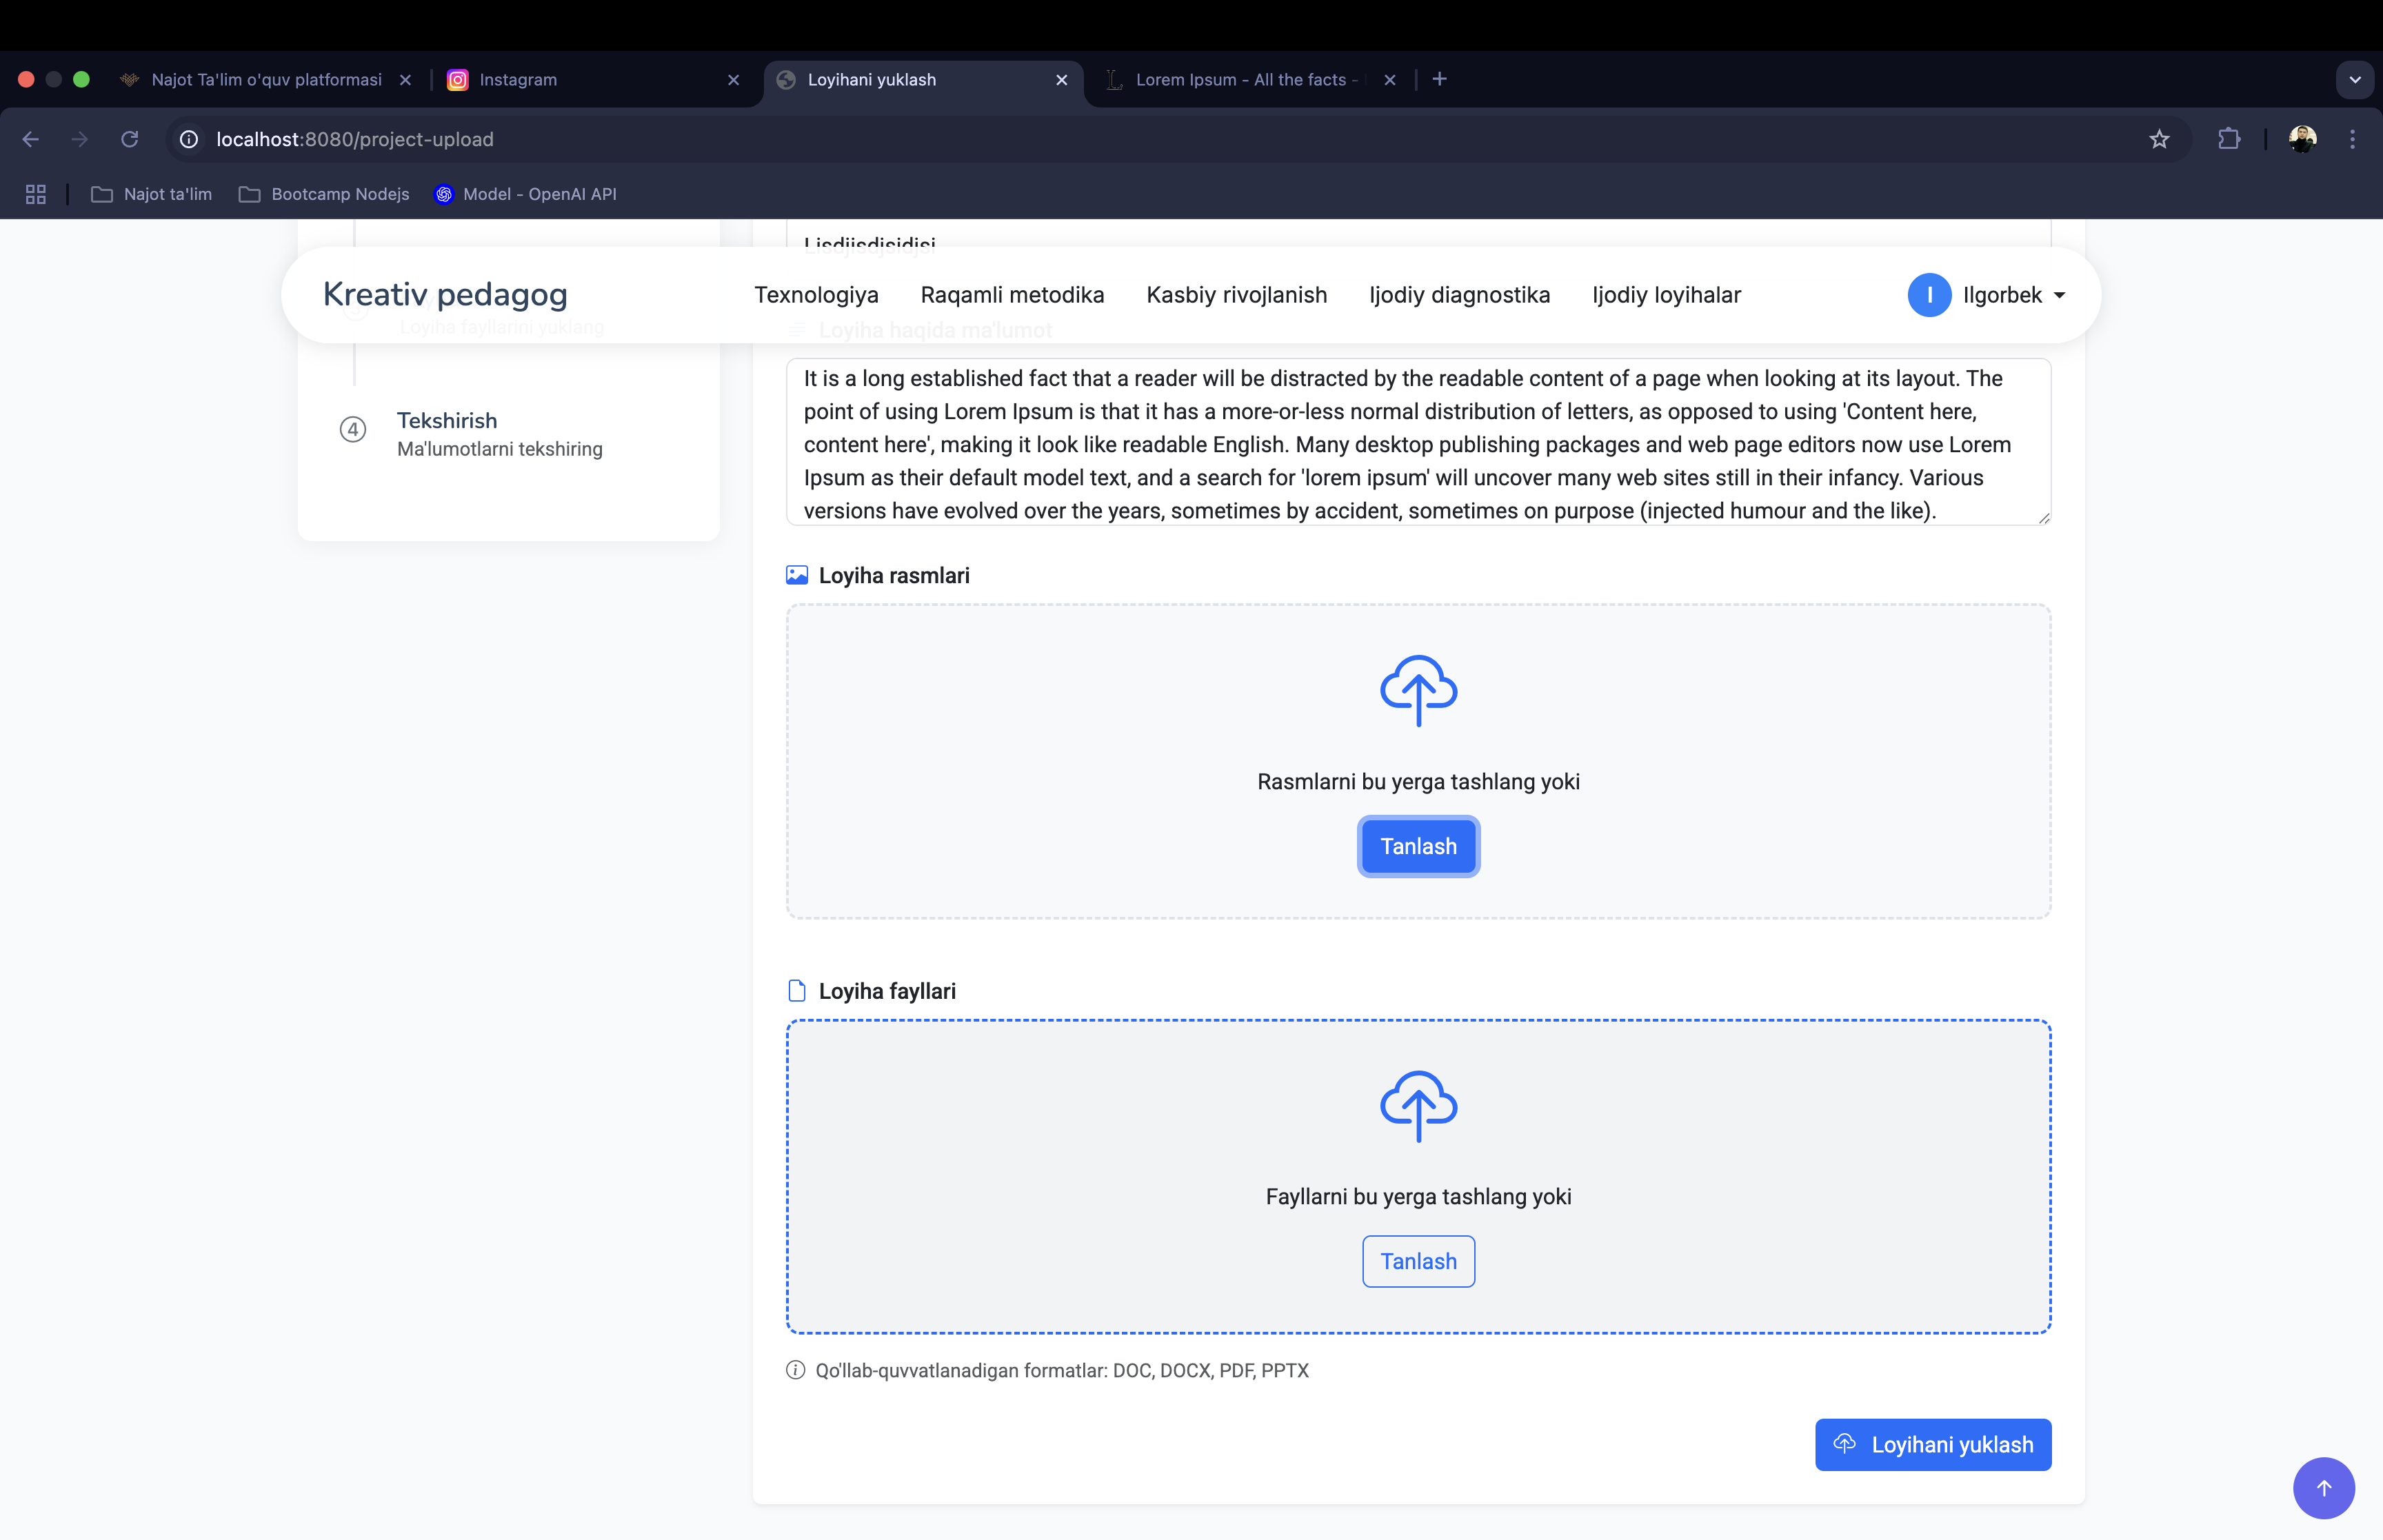 Najot Ta'lim o'quv platformasi
Instagram
Loyihani yuklash
Lorem Ipsum - All the facts -
localhost:8080/project-upload
Najot ta'lim
Bootcamp Nodejs
Model - OpenAI API
Lisdjisdjsidjsi
Kreativ pedagog
Texnologiya
Raqamli metodika
Kasbiy rivojlanish
Ijodiy diagnostika
Ijodiy loyihalar
I
Ilgorbek
Loyiha fayllarini yuklang
Loyiha haqida ma'lumot
4
Tekshirish
Ma'lumotlarni tekshiring
It is a long established fact that a reader will be distracted by the readable content of a page when looking at its layout. The
point of using Lorem Ipsum is that it has a more-or-less normal distribution of letters, as opposed to using 'Content here,
content here', making it look like readable English. Many desktop publishing packages and web page editors now use Lorem
Ipsum as their default model text, and a search for 'lorem ipsum' will uncover many web sites still in their infancy. Various
versions have evolved over the years, sometimes by accident, sometimes on purpose (injected humour and the like).
Loyiha rasmlari
Rasmlarni bu yerga tashlang yoki
Tanlash
Loyiha fayllari
Fayllarni bu yerga tashlang yoki
Tanlash
Qo'llab-quvvatlanadigan formatlar: DOC, DOCX, PDF, PPTX
Loyihani yuklash